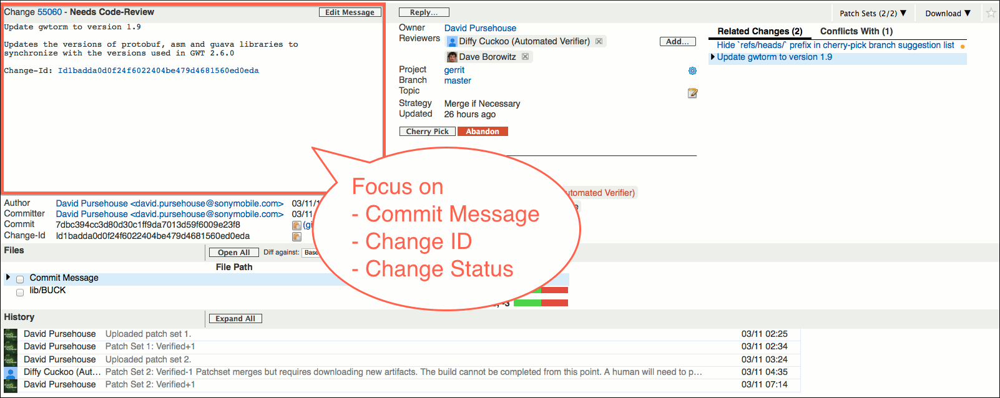 Change 55060 - Needs Code-Review
Edit Message
Update gwtorm to version 1.9
Updates the versions of protobuf, asm and guava libraries to
synchronize with the versions used in GWT 2.6.0
Change-Id: Id1badda0d0f24f6022404be479d4681560ed0eda
Reply...
Owner David Pursehouse
Reviewers Diffy Cuckoo (Automated Verifier)
Add...
Dave Borowitz
Project gerrit
Branch master
Topic
Strategy Merge if Necessary
Updated 26 hours ago
Cherry Pick Abandon
Patch Sets (2/2) ▼ Download ▼
Related Changes (2) Conflicts With (1)
Hide `refs/heads/` prefix in cherry-pick branch suggestion list
Update gwtorm to version 1.9
Focus on
- Commit Message
- Change ID
- Change Status
Verifier)
Author David Pursehouse <david.pursehouse@sonymobile.com> 03/11/
Committer David Pursehouse <david.pursehouse@sonymobile.com> 03/11
Commit 7dbc394cc3d80d30c1ff9da7013d59f6009e23f8
Change-Id Id1badda0d0f24f6022404be479d4681560ed0eda
Files Open All Diff against: Base
File Path
Commit Message
lib/BUCK
-3
History Expand All
David Pursehouse Uploaded patch set 1. 03/11 02:25
David Pursehouse Patch Set 1: Verified+1 03/11 02:34
David Pursehouse Uploaded patch set 2. 03/11 03:24
Diffy Cuckoo (Aut... Patch Set 2: Verified-1 Patchset merges but requires downloading new artifacts. The build cannot be completed from this point. A human will need to p... 03/11 04:35
David Pursehouse Patch Set 2: Verified+1 03/11 07:14